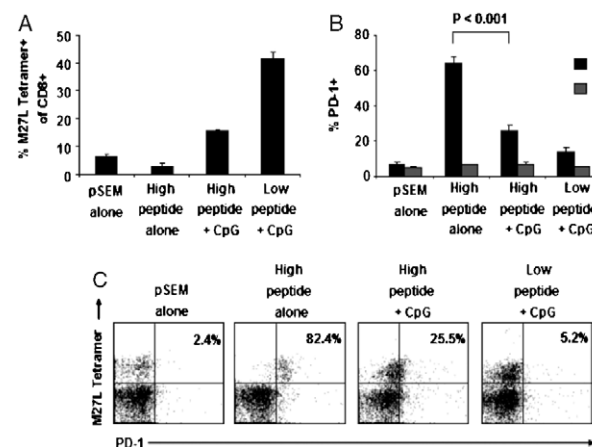 A
% M27L Tetramer+
of CD8+
50
40
30
20
10
0
pSEM
alone
High
peptide
alone
High
peptide
+ CpG
Low
peptide
+ CpG
B
P < 0.001
% PD-1+
80
60
40
20
0
pSEM
alone
High
peptide
alone
High
peptide
+ CpG
Low
peptide
+ CpG
C
pSEM
alone
High
peptide
alone
High
peptide
+ CpG
Low
peptide
+ CpG
M27L Tetramer
2.4%
82.4%
25.5%
5.2%
PD-1